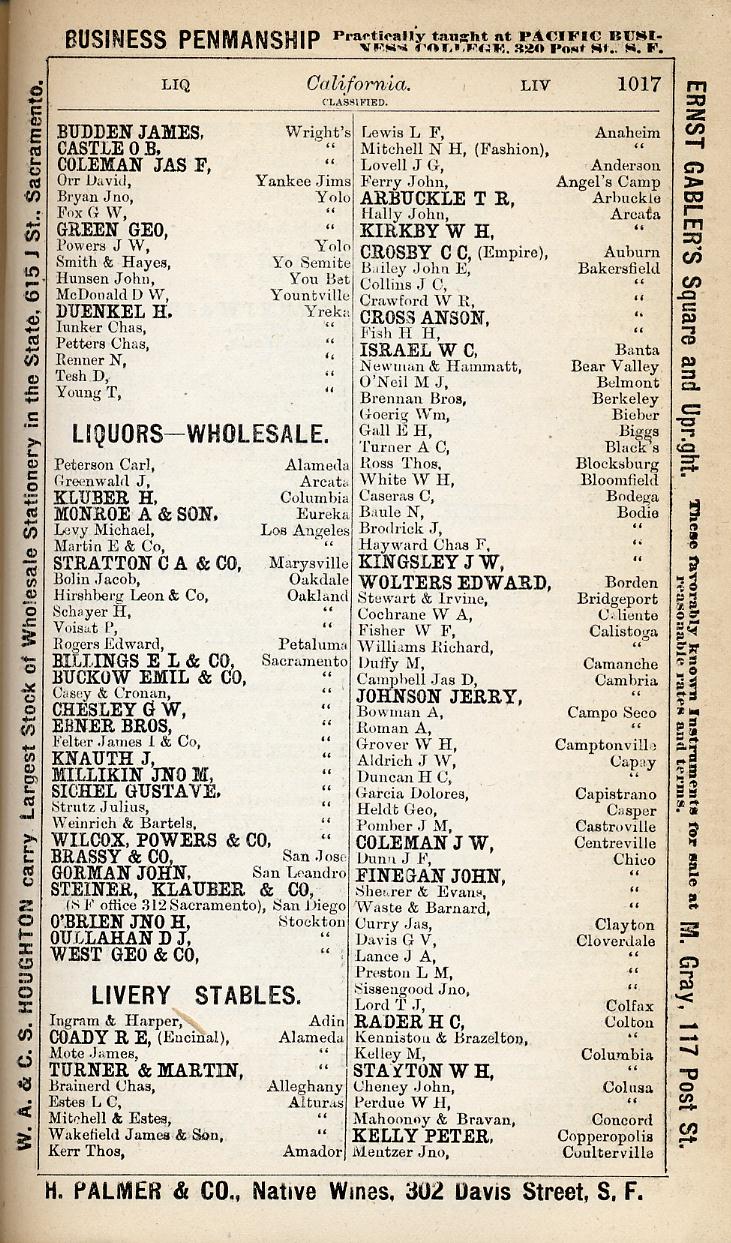 BUSINESS PENMANSHIP Practically taught at PACIFIC BUSI-
NESS COLLEGE, 320 Post St., S. F.
LIQ California. LIV 1017
CLASSIFIED.
BUDDEN JAMES, Wright's
CASTLE O B, "
COLEMAN JAS F, "
Orr David, Yankee Jims
Bryan Jno, Yolo
Fox G W, "
GREEN GEO, "
Powers J W, Yolo
Smith & Hayes, Yo Semite
Hunsen John, You Bet
McDonald D W, Yountville
DUENKEL H. Yreka
Iunker Chas, "
Petters Chas, "
Renner N, "
Tesh D, "
Young T, "
LIQUORS—WHOLESALE.
Peterson Carl, Alameda
Greenwald J, Arcata
KLUBER H, Columbia
MONROE A & SON. Eureka
Levy Michael, Los Angeles
Martin E & Co, "
STRATTON C A & CO, Marysville
Bolin Jacob, Oakdale
Hirshberg Leon & Co, Oakland
Schayer H, "
Voisat P, "
Rogers Edward, Petaluma
BILLINGS E L & CO, Sacramento
BUCKOW EMIL & CO, "
Casey & Cronan, "
CHESLEY G W, "
EBNER BROS, "
Felter James I & Co, "
KNAUTH J, "
MILLIKIN JNO M, "
SICHEL GUSTAVE. "
Strutz Julius, "
Weinrich & Bartels, "
WILCOX, POWERS & CO, "
BRASSY & CO, San Jose
GORMAN JOHN, San Leandro
STEINER, KLAUBER & CO,
(S F office 312 Sacramento), San Diego
O'BRIEN JNO H, Stockton
OULLAHAN D J, "
WEST GEO & CO, "
LIVERY STABLES.
Ingram & Harper, Adin
COADY R E, (Encinal), Alameda
Mote James, "
TURNER & MARTIN, "
Brainerd Chas, Alleghany
Estes L C, Alturas
Mitchell & Estes, "
Wakefield James & Son, "
Kerr Thos, Amador
Lewis L F, Anaheim
Mitchell N H, (Fashion), "
Lovell J G, Anderson
Ferry John, Angel's Camp
ARBUCKLE T R, Arbuckle
Hally John, Arcata
KIRKBY W H, "
CROSBY C C, (Empire), Auburn
Bailey John E, Bakersfield
Collins J C, "
Crawford W R, "
CROSS ANSON, "
Fish H H, "
ISRAEL W C, Banta
Newman & Hammatt, Bear Valley
O'Neil M J, Belmont
Brennan Bros, Berkeley
Goerig Wm, Bieber
Gall E H, Biggs
Turner A C, Black's
Ross Thos, Blocksburg
White W H, Bloomfield
Caseras C, Bodega
Baule N, Bodie
Brodrick J, "
Hayward Chas F, "
KINGSLEY J W, "
WOLTERS EDWARD, Borden
Stewart & Irvine, Bridgeport
Cochrane W A, Caliente
Fisher W F, Calistoga
Williams Richard, "
Duffy M, Camanche
Campbell Jas D, Cambria
JOHNSON JERRY, "
Bowman A, Campo Seco
Roman A, "
Grover W H, Camptonville
Aldrich J W, Capay
Duncan H C, "
Garcia Dolores, Capistrano
Heldt Geo, Casper
Pomber J M, Castroville
COLEMAN J W, Centreville
Dunn J F, Chico
FINEGAN JOHN, "
Shearer & Evans, "
Waste & Barnard, "
Curry Jas, Clayton
Davis G V, Cloverdale
Lance J A, "
Preston L M, "
Sissengood Jno, "
Lord T J, Colfax
RADER H C, Colton
Kenniston & Brazelton, "
Kelley M, Columbia
STAYTON W H, "
Cheney John, Colusa
Perdue W H, "
Mahoonoy & Bravan, Concord
KELLY PETER, Copperopolis
Mentzer Jno, Coulterville
W. A. & C. S. HOUGHTON carry Largest Stock of Wholesale Stationery in the State, 615 J St., Sacramento.
ERNST GABLER'S Square and Upright. These favorably known Instruments for sale at M. Gray, 117 Post St.
reasonable rates and terms.
H. PALMER & CO., Native Wines, 302 Davis Street, S. F.